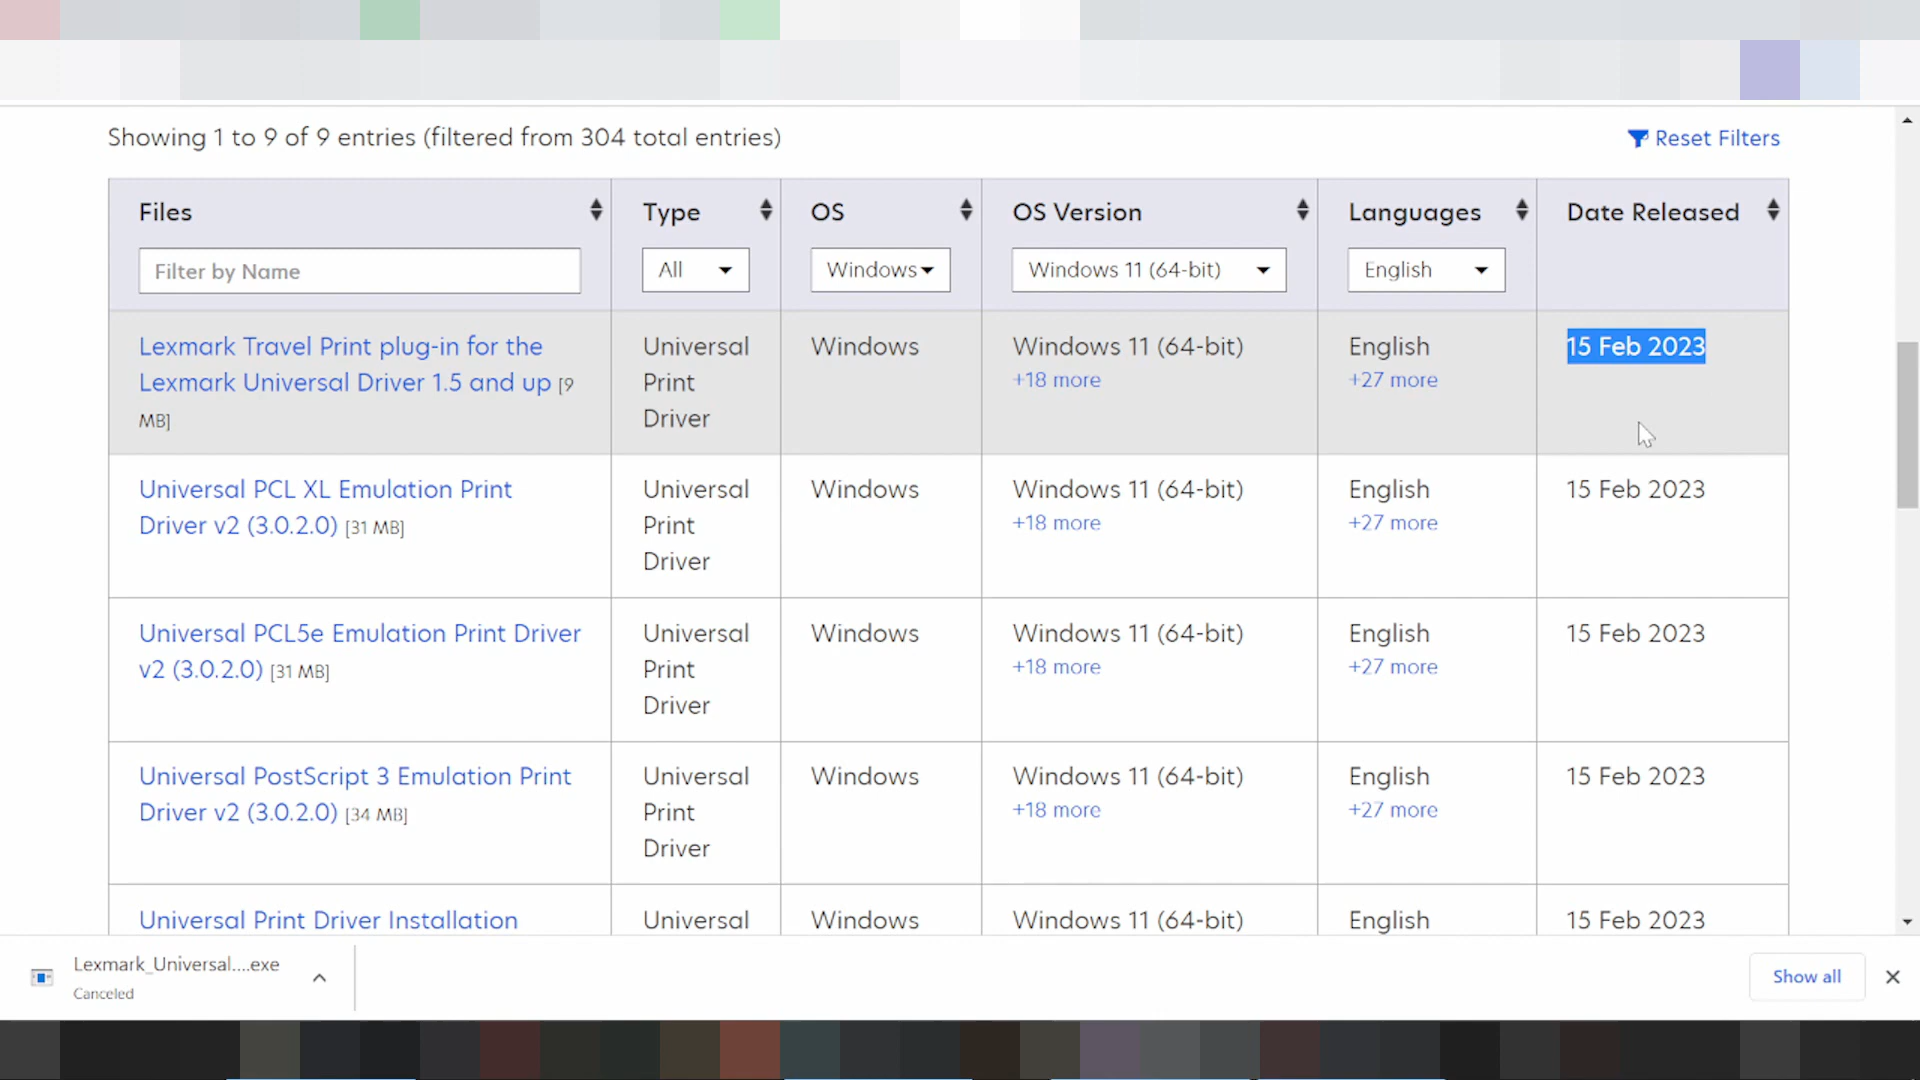 Showing 1 to 9 of 9 entries (filtered from 304 total entries)
Reset Filters
Files
Type
OS
OS Version
Languages
Date Released
Filter by Name
All
Windows
Windows 11 (64-bit)
English
Lexmark Travel Print plug-in for the
Lexmark Universal Driver 1.5 and up [9
MB]
Universal
Print
Driver
Windows
Windows 11 (64-bit)
+18 more
English
+27 more
15 Feb 2023
Universal PCL XL Emulation Print
Driver v2 (3.0.2.0) [31 MB]
Universal
Print
Driver
Windows
Windows 11 (64-bit)
+18 more
English
+27 more
15 Feb 2023
Universal PCL5e Emulation Print Driver
v2 (3.0.2.0) [31 MB]
Universal
Print
Driver
Windows
Windows 11 (64-bit)
+18 more
English
+27 more
15 Feb 2023
Universal PostScript 3 Emulation Print
Driver v2 (3.0.2.0) [34 MB]
Universal
Print
Driver
Windows
Windows 11 (64-bit)
+18 more
English
+27 more
15 Feb 2023
Universal Print Driver Installation
Universal
Windows
Windows 11 (64-bit)
English
15 Feb 2023
Lexmark_Universal....exe
Canceled
Show all